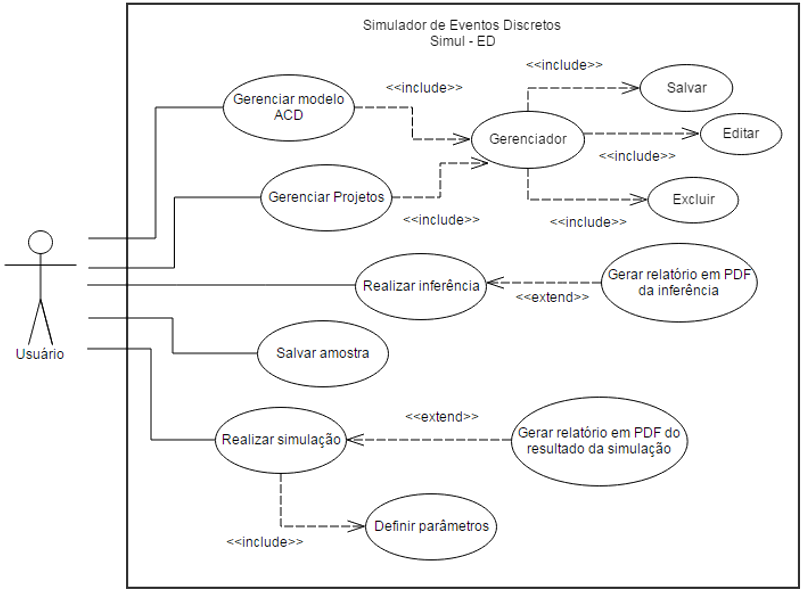 Simulador de Eventos Discretos
Simul - ED
Gerenciar modelo
ACD
<<include>>
<<include>>
Salvar
Gerenciador
Editar
<<include>>
Gerenciar Projetos
<<include>>
Excluir
<<include>>
Usuário
Realizar inferência
<<extend>>
Gerar relatório em PDF
da inferência
Salvar amostra
Realizar simulação
<<extend>>
Gerar relatório em PDF do
resultado da simulação
<<include>>
Definir parâmetros